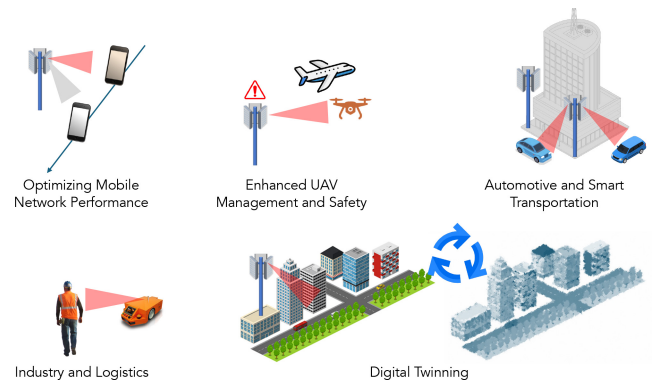 Optimizing Mobile
Network Performance
Enhanced UAV
Management and Safety
Automotive and Smart
Transportation
Industry and Logistics
Digital Twinning